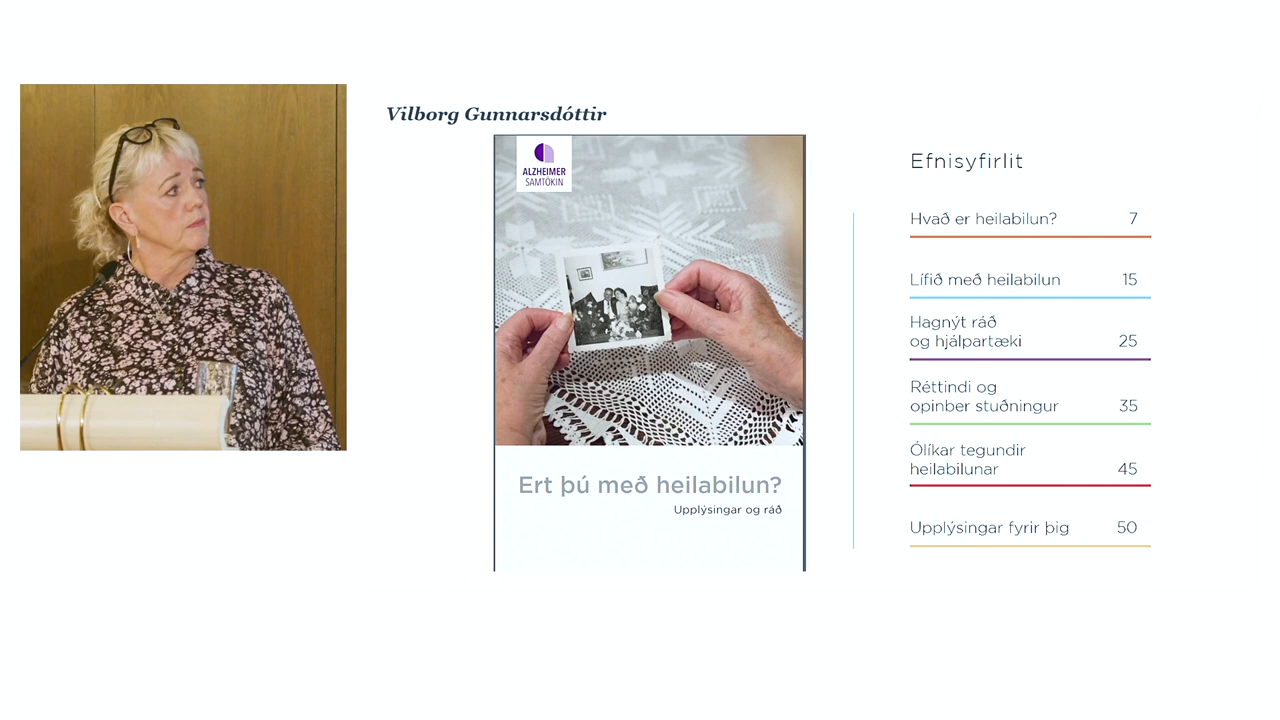 Vilborg Gunnarsdóttir
ALZHEIMER
SAMTÖKIN
Ert þú með heilabilun?
Upplýsingar og ráð
Efnisyfirlit
Hvað er heilabilun? 7
Lífið með heilabilun 15
Hagnýt ráð
og hjálpartæki 25
Réttindi og
opinber stuðningur 35
Ólíkar tegundir
heilabilunar 45
Upplýsingar fyrir þig 50